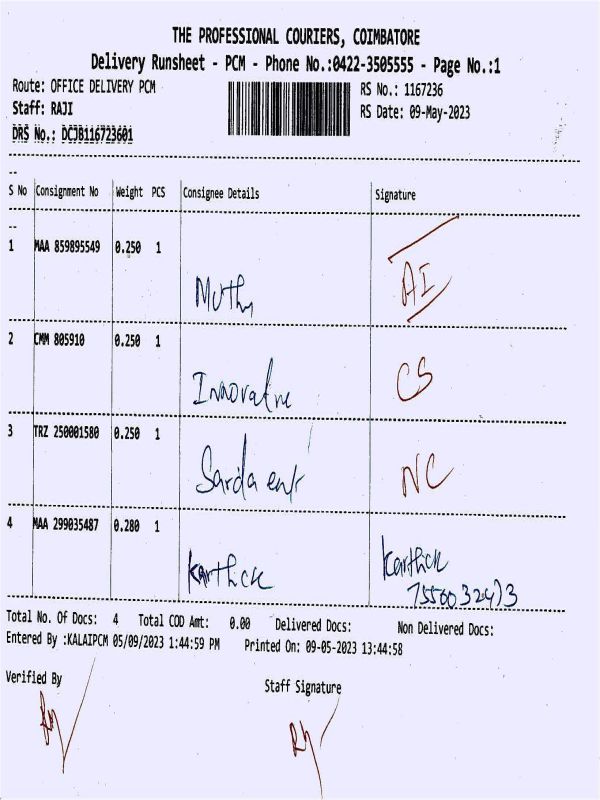 THE PROFESSIONAL COURIERS, COIMBATORE
Delivery Runsheet - PCM - Phone No.:0422-3505555 - Page No.:1
Route: OFFICE DELIVERY PCM RS No.: 1167236
Staff: RAJI RS Date: 09-May-2023
DRS No.: DCJB116723601
--
S No Consignment No Weight PCS Consignee Details Signature
--
1 MAA 859895549 0.250 1
Muthy AI
2 CMM 805910 0.250 1
Innovative CS
3 TRZ 250001580 0.250 1
Sarda ent NC
4 MAA 299035487 0.280 1
Karthick Karthick
Total No. Of Docs: 4 Total COD Amt: 0.00 Delivered Docs: Non Delivered Docs:
Entered By :KALAIPCM 05/09/2023 1:44:59 PM Printed On: 09-05-2023 13:44:58
Verified By Staff Signature